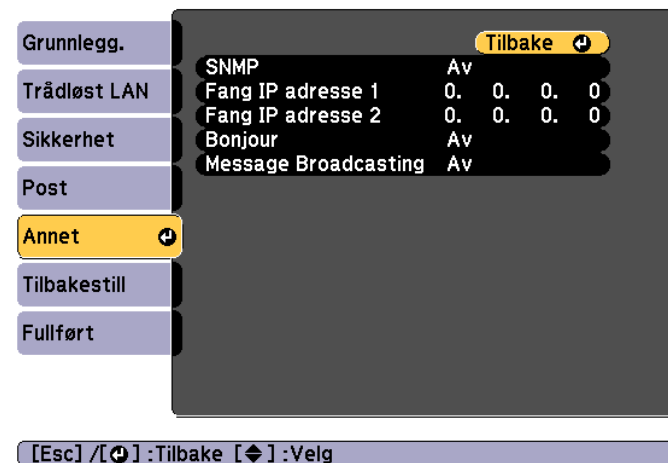 Grunnlegg.
Trådløst LAN
Sikkerhet
Post
Annet
Tilbakestill
Fullført
Tilbake
SNMP Av
Fang IP adresse 1 0. 0. 0. 0
Fang IP adresse 2 0. 0. 0. 0
Bonjour Av
Message Broadcasting Av
[Esc] /[⏎] :Tilbake [◆] :Velg